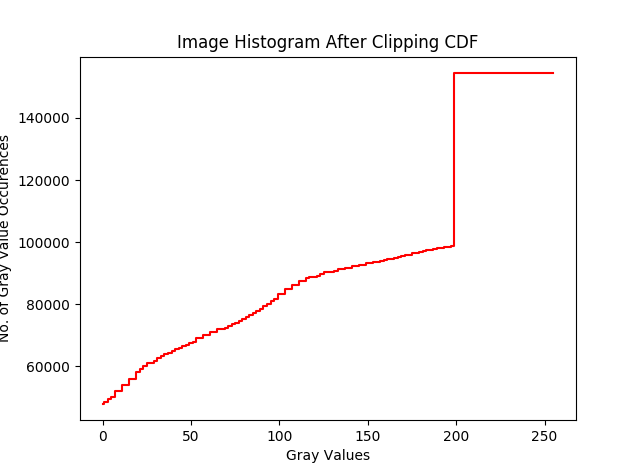 Image Histogram After Clipping CDF
No. of Gray Value Occurences
140000
120000
100000
80000
60000
0 50 100 150 200 250
Gray Values